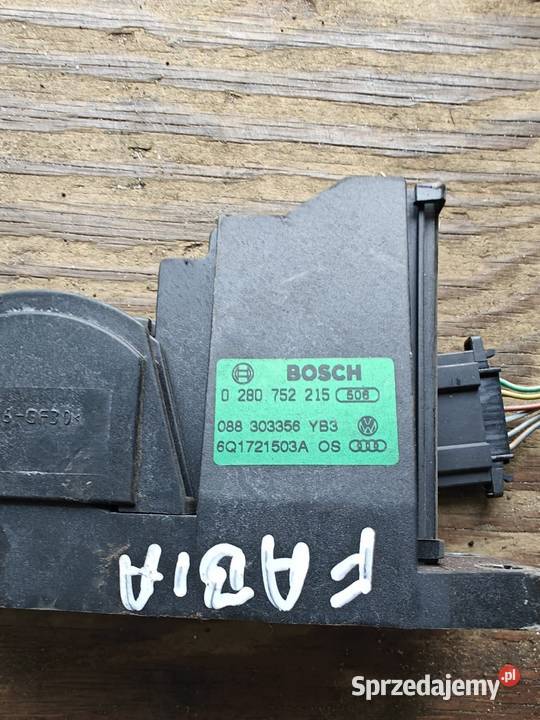 BOSCH
0 280 752 215 506
088 303356 YB3
6Q1721503A OS
FABIA
Sprzedajemy.pl